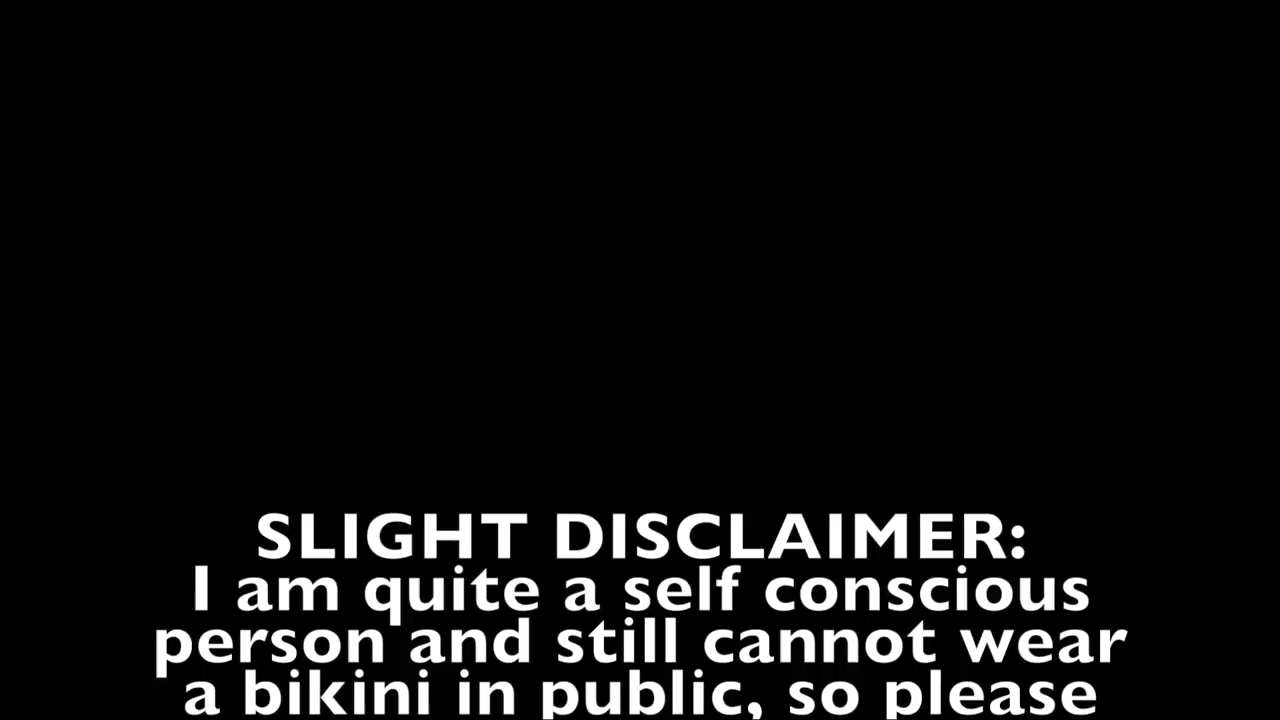 SLIGHT DISCLAIMER:
I am quite a self conscious
person and still cannot wear
a bikini in public, so please